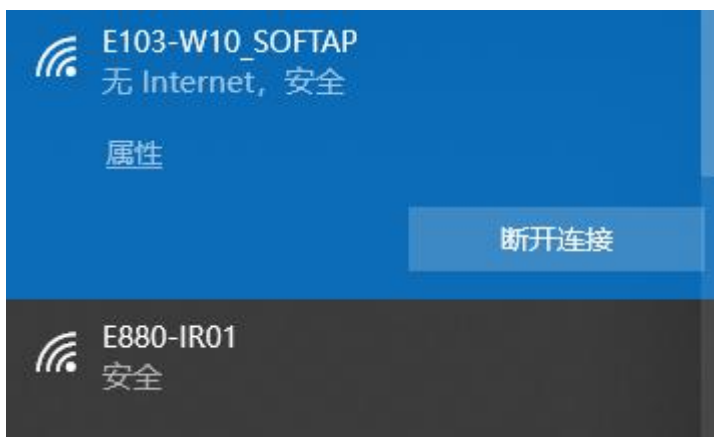 E103-W10_SOFTAP
无 Internet，安全
属性
断开连接
E880-IR01
安全